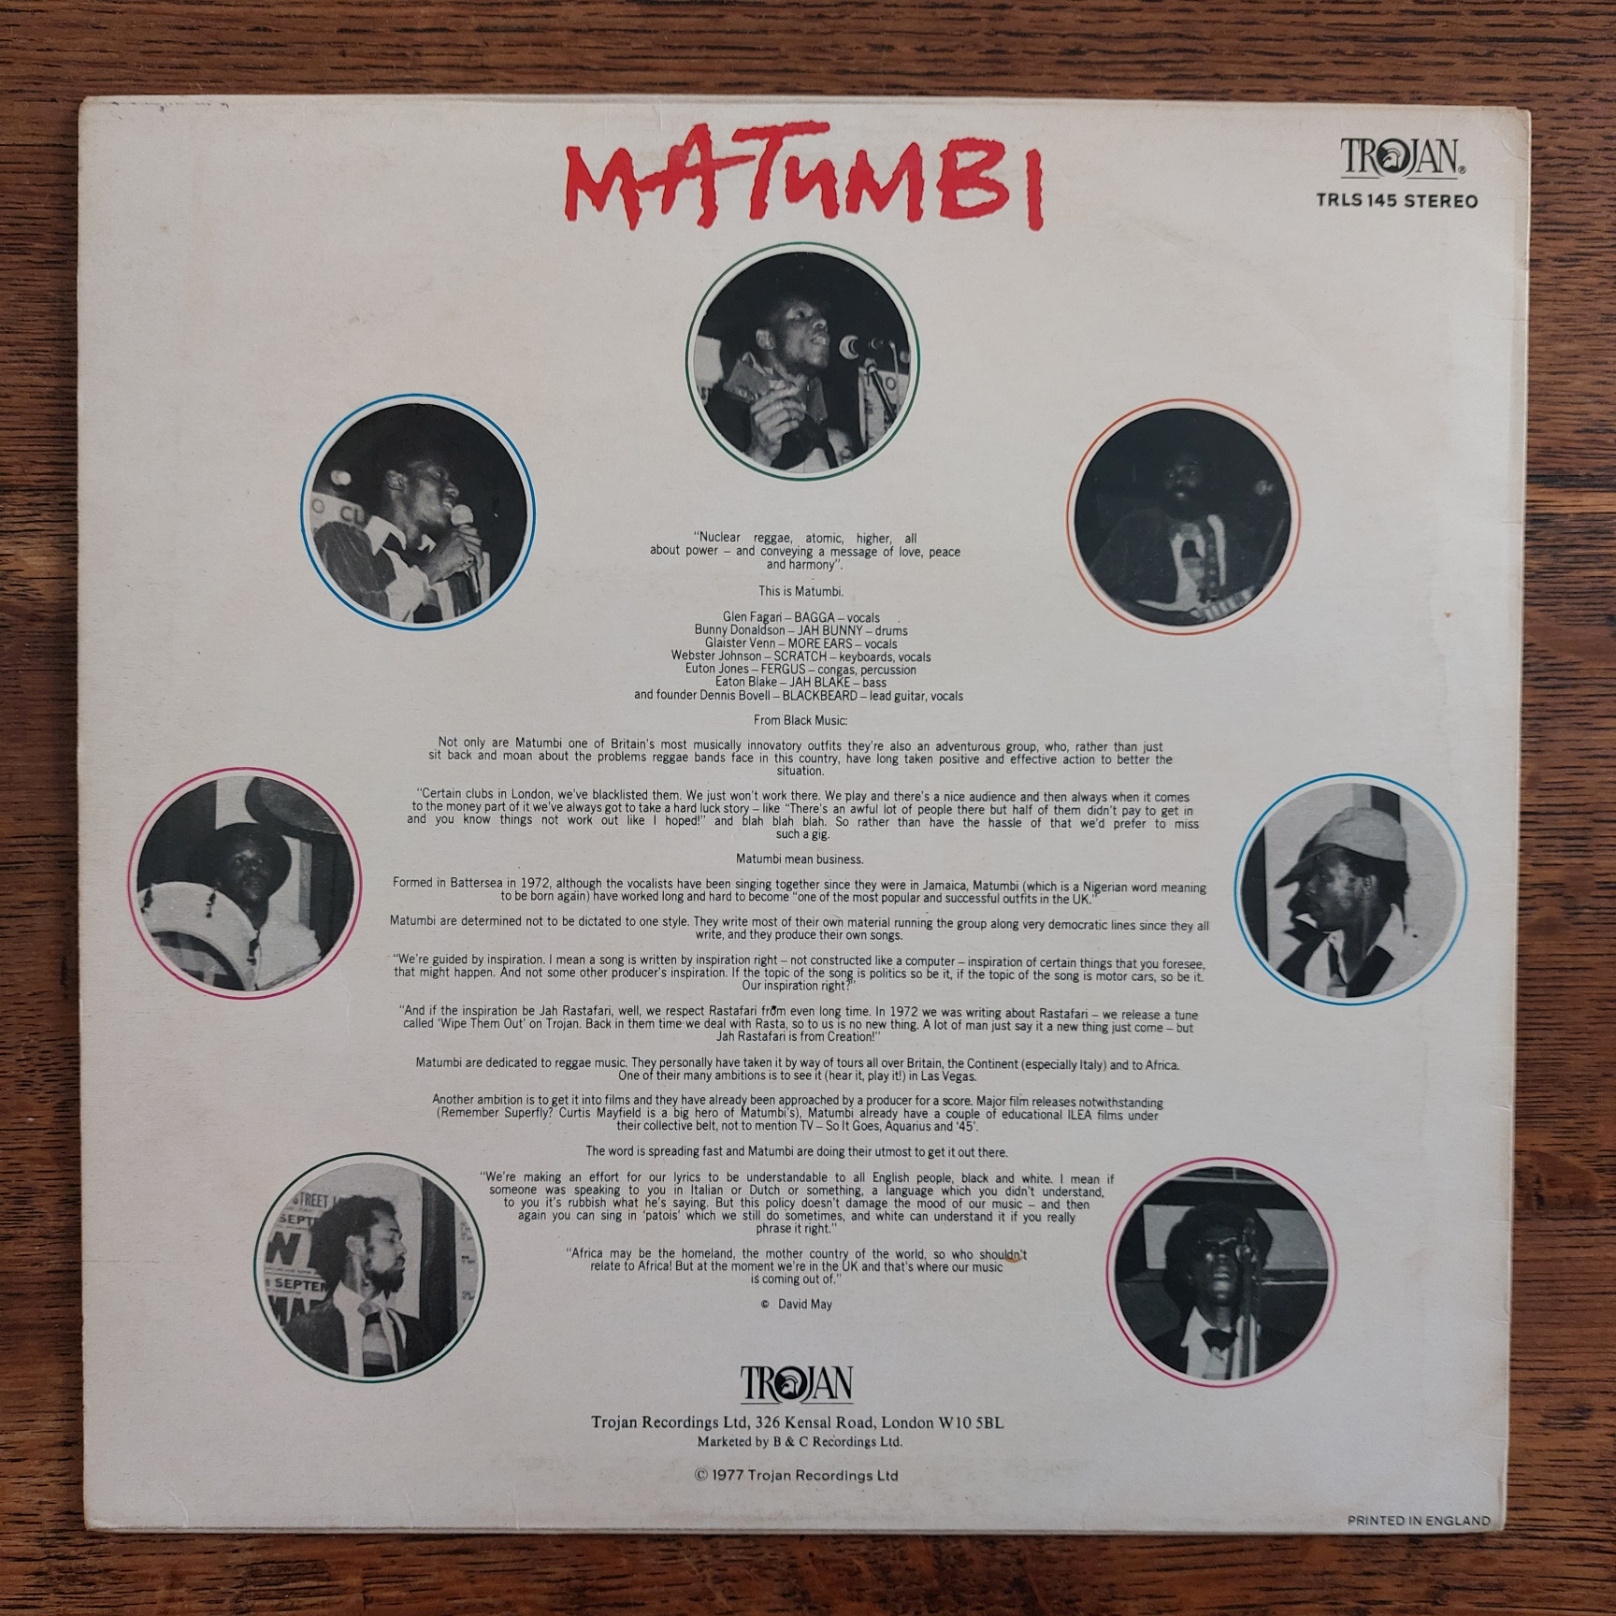 MATUMBI
TROJAN®
TRLS 145 STEREO
O CL
O
"Nuclear reggae, atomic, higher, all
about power – and conveying a message of love, peace
and harmony".
This is Matumbi.
Glen Fagari – BAGGA – vocals
Bunny Donaldson – JAH BUNNY – drums
Glaister Venn – MORE EARS – vocals
Webster Johnson – SCRATCH – keyboards, vocals
Euton Jones – FERGUS – congas, percussion
Eaton Blake – JAH BLAKE – bass
and founder Dennis Bovell – BLACKBEARD – lead guitar, vocals
From Black Music:
Not only are Matumbi one of Britain's most musically innovatory outfits they're also an adventurous group, who, rather than just
sit back and moan about the problems reggae bands face in this country, have long taken positive and effective action to better the
situation.
"Certain clubs in London, we've blacklisted them. We just won't work there. We play and there's a nice audience and then always when it comes
to the money part of it we've always got to take a hard luck story – like "There's an awful lot of people there but half of them didn't pay to get in
and you know things not work out like I hoped!" and blah blah blah. So rather than have the hassle of that we'd prefer to miss
such a gig.
Matumbi mean business.
Formed in Battersea in 1972, although the vocalists have been singing together since they were in Jamaica, Matumbi (which is a Nigerian word meaning
to be born again) have worked long and hard to become "one of the most popular and successful outfits in the UK."
Matumbi are determined not to be dictated to one style. They write most of their own material running the group along very democratic lines since they all
write, and they produce their own songs.
"We're guided by inspiration. I mean a song is written by inspiration right – not constructed like a computer – inspiration of certain things that you foresee,
that might happen. And not some other producer's inspiration. If the topic of the song is politics so be it, if the topic of the song is motor cars, so be it.
Our inspiration right?"
"And if the inspiration be Jah Rastafari, well, we respect Rastafari from even long time. In 1972 we was writing about Rastafari – we release a tune
called 'Wipe Them Out' on Trojan. Back in them time we deal with Rasta, so to us is no new thing. A lot of man just say it a new thing just come – but
Jah Rastafari is from Creation!"
Matumbi are dedicated to reggae music. They personally have taken it by way of tours all over Britain, the Continent (especially Italy) and to Africa.
One of their many ambitions is to see it (hear it, play it!) in Las Vegas.
Another ambition is to get it into films and they have already been approached by a producer for a score. Major film releases notwithstanding
(Remember Superfly? Curtis Mayfield is a big hero of Matumbi's), Matumbi already have a couple of educational ILEA films under
their collective belt, not to mention TV – So It Goes, Aquarius and '45'.
The word is spreading fast and Matumbi are doing their utmost to get it out there.
"We're making an effort for our lyrics to be understandable to all English people, black and white. I mean if
someone was speaking to you in Italian or Dutch or something, a language which you didn't understand,
to you it's rubbish what he's saying. But this policy doesn't damage the mood of our music – and then
again you can sing in 'patois' which we still do sometimes, and white can understand it if you really
phrase it right."
"Africa may be the homeland, the mother country of the world, so who shouldn't
relate to Africa! But at the moment we're in the UK and that's where our music
is coming out of."
© David May
STREET
SEPT
N
SEPTEM
MA
TROJAN
Trojan Recordings Ltd, 326 Kensal Road, London W10 5BL
Marketed by B & C Recordings Ltd.
© 1977 Trojan Recordings Ltd
PRINTED IN ENGLAND